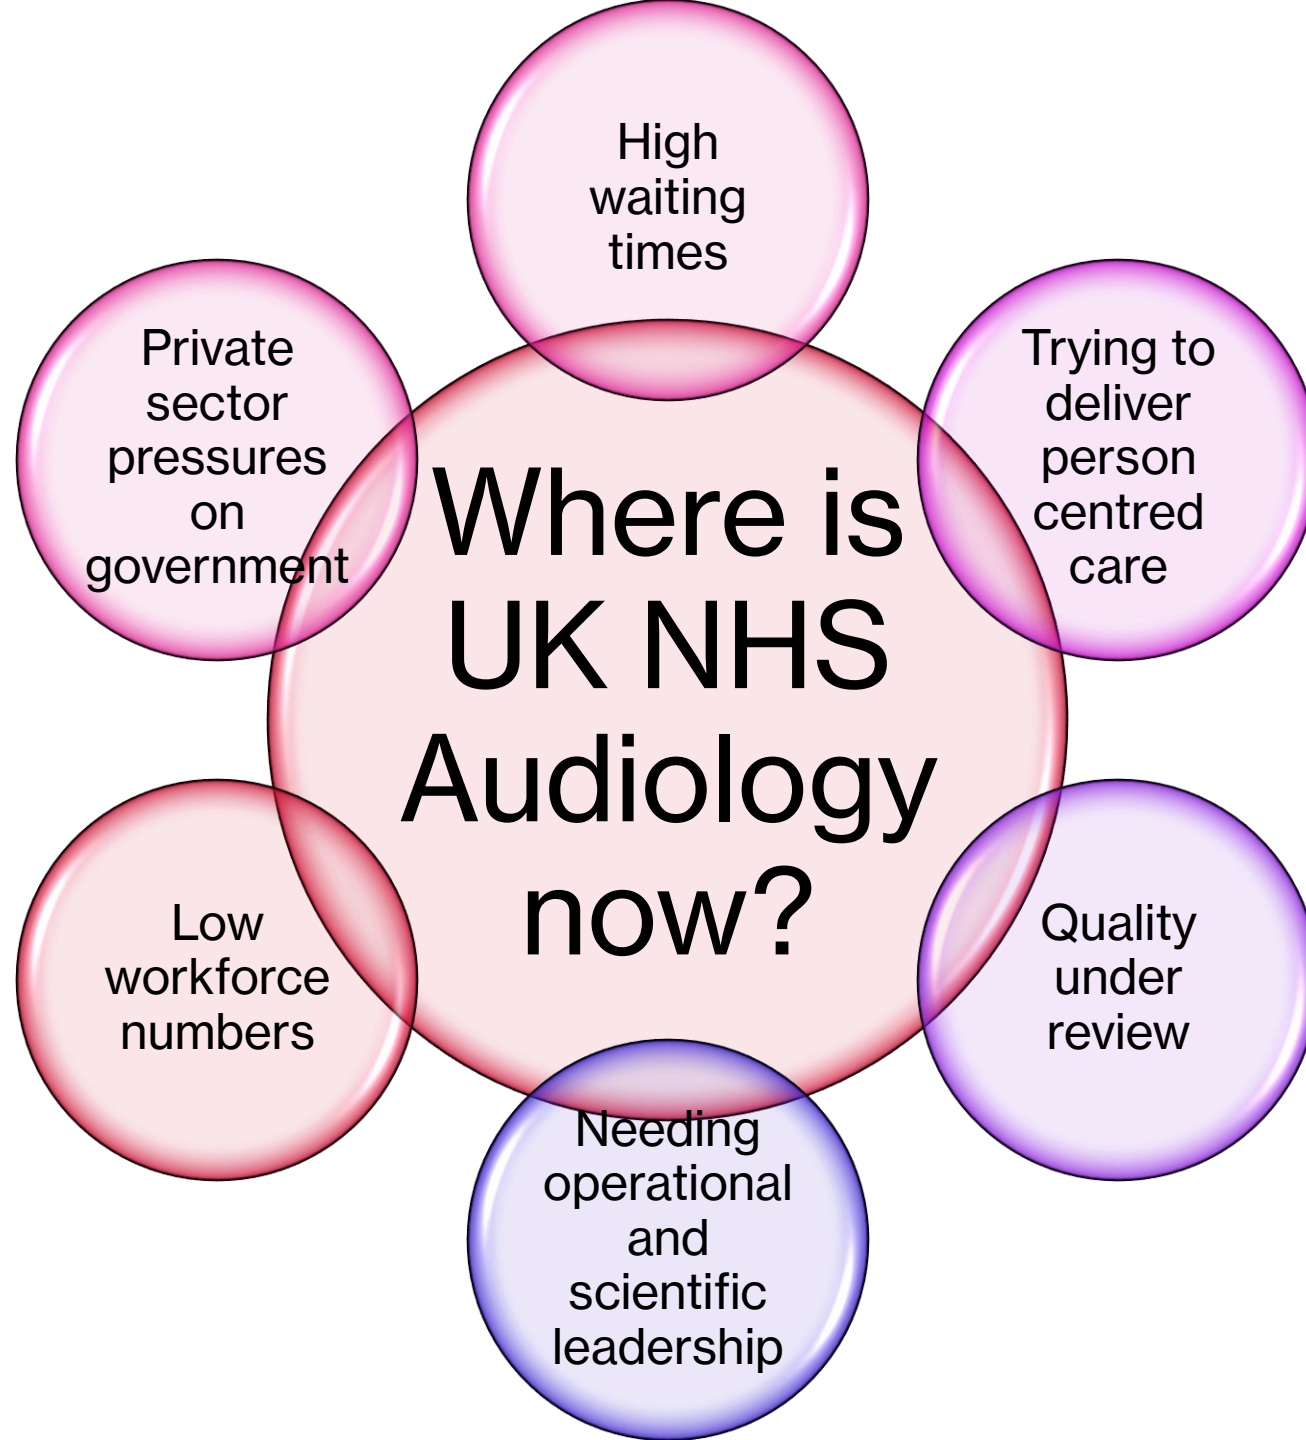 High
waiting
times
Private
sector
pressures
on
government
Trying to
deliver
person
centred
care
Where is
UK NHS
Audiology
now?
Low
workforce
numbers
Quality
under
review
Needing
operational
and
scientific
leadership